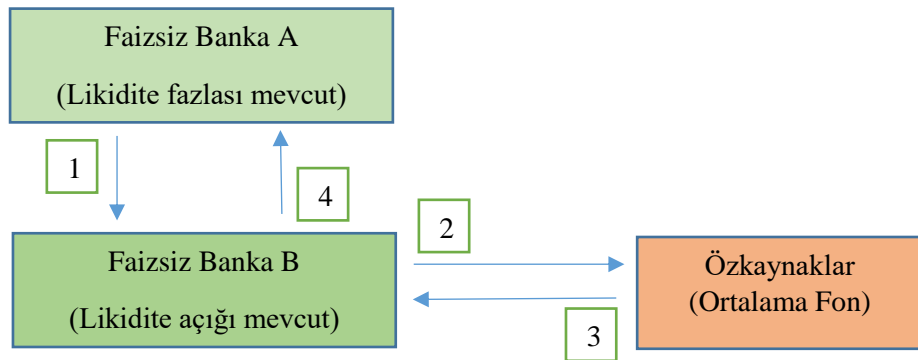 Faizsiz Banka A
(Likidite fazlası mevcut)
1
4
Faizsiz Banka B
(Likidite açığı mevcut)
2
3
Özkaynaklar
(Ortalama Fon)